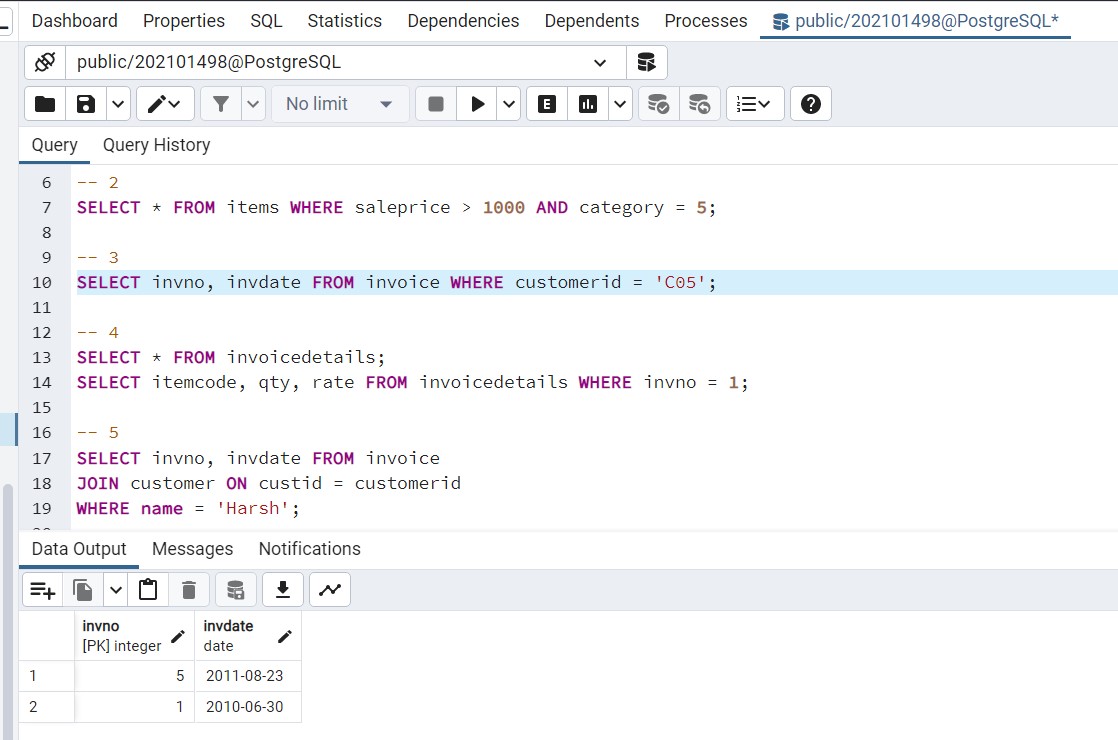 Dashboard Properties SQL Statistics Dependencies Dependents Processes public/202101498@PostgreSQL*
public/202101498@PostgreSQL
No limit
Query Query History
6 -- 2
7 SELECT * FROM items WHERE saleprice > 1000 AND category = 5;
8
9 -- 3
10 SELECT invno, invdate FROM invoice WHERE customerid = 'C05';
11
12 -- 4
13 SELECT * FROM invoicedetails;
14 SELECT itemcode, qty, rate FROM invoicedetails WHERE invno = 1;
15
16 -- 5
17 SELECT invno, invdate FROM invoice
18 JOIN customer ON custid = customerid
19 WHERE name = 'Harsh';
Data Output Messages Notifications
invno invdate
[PK] integer date
1 5 2011-08-23
2 1 2010-06-30